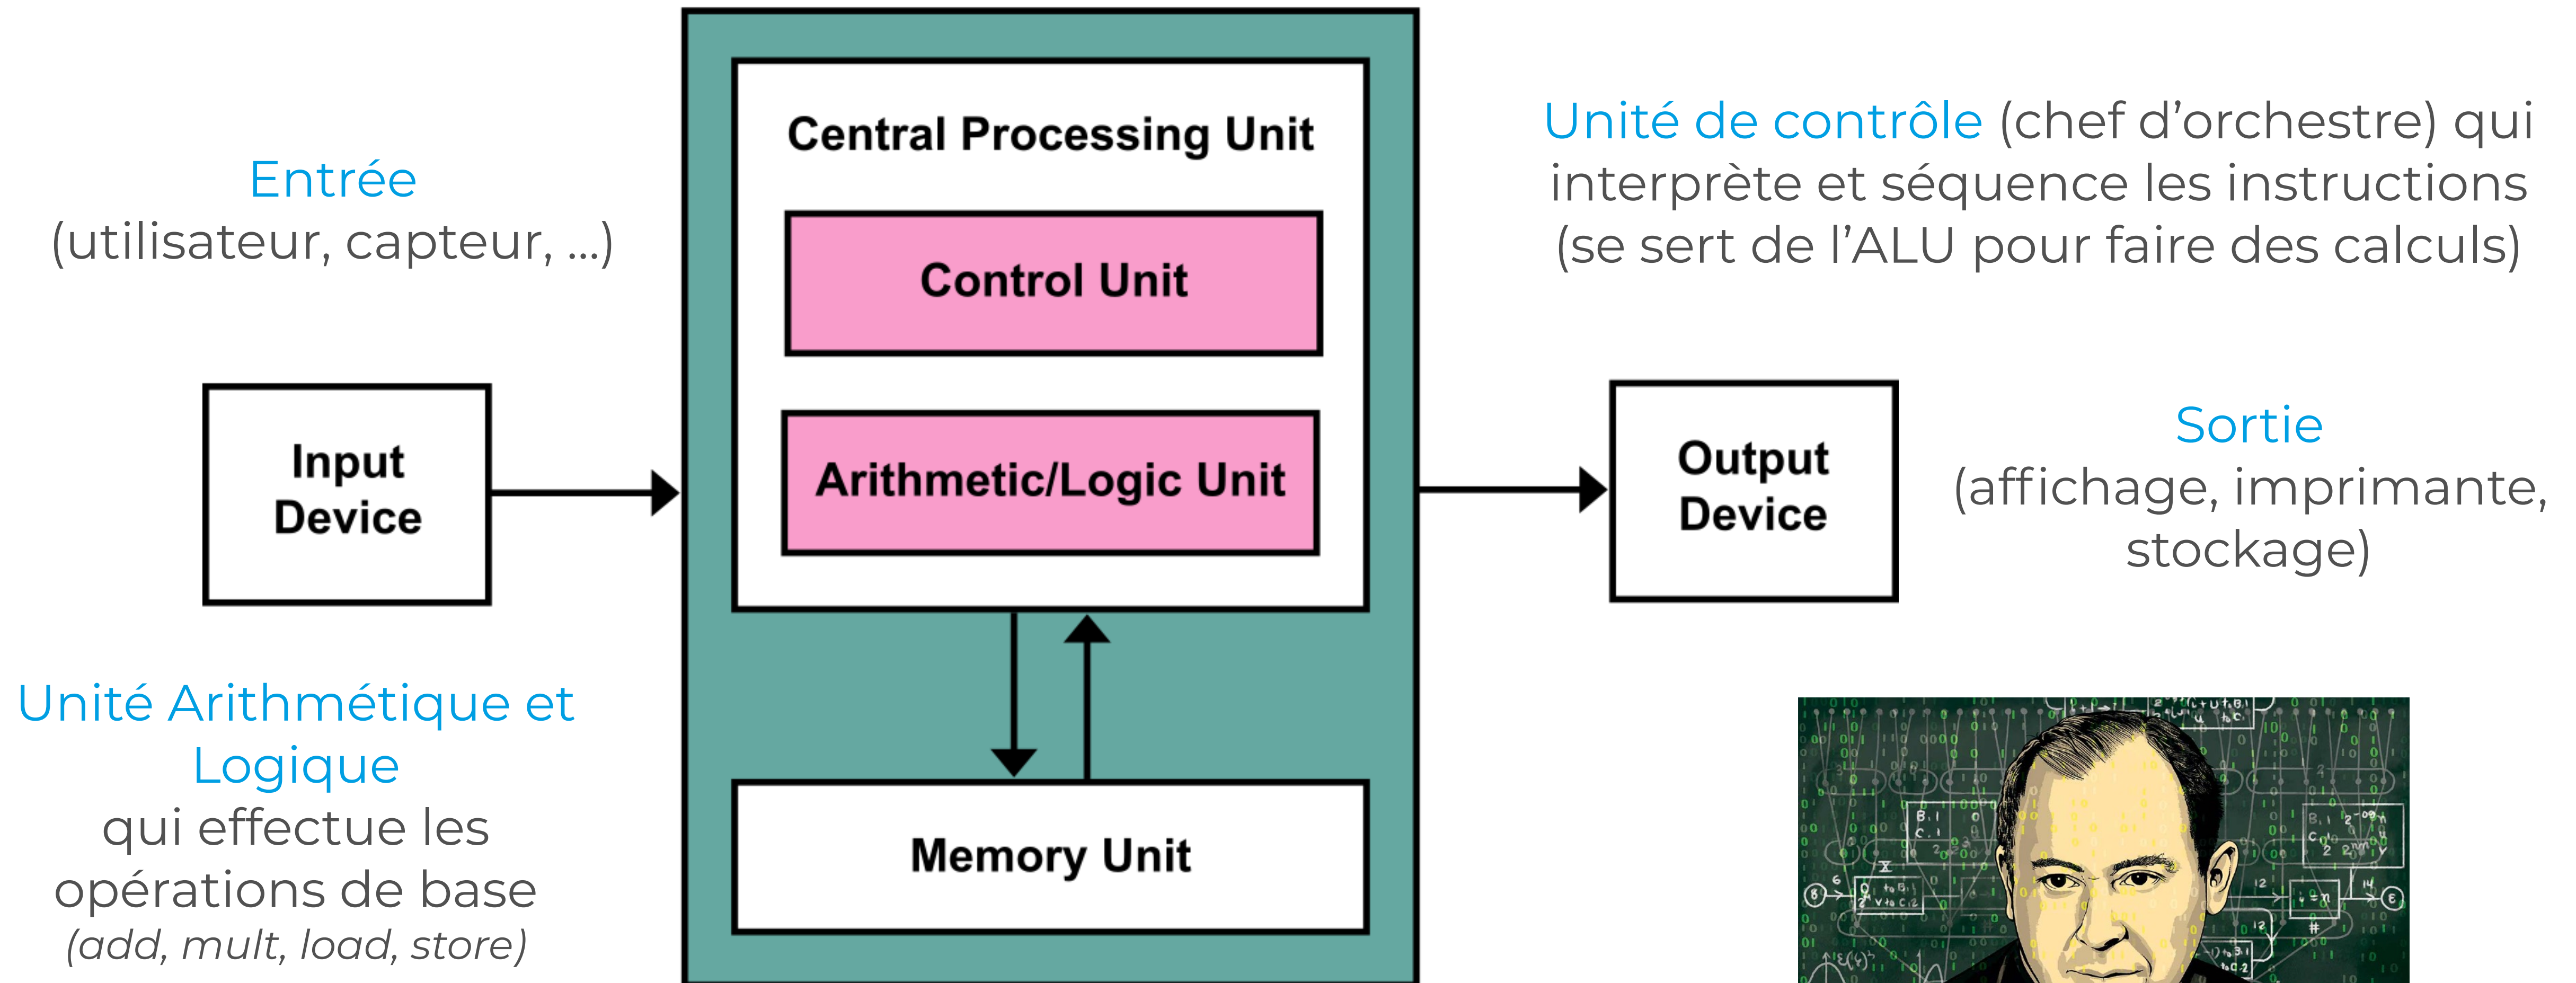 Entrée
(utilisateur, capteur, ...)
Central Processing Unit
Control Unit
Arithmetic/Logic Unit
Unité de contrôle (chef d’orchestre) qui
interprète et séquence les instructions
(se sert de l’ALU pour faire des calculs)
Input
Device
Output
Device
Sortie
(affichage, imprimante,
stockage)
Unité Arithmétique et
Logique
qui effectue les
opérations de base
(add, mult, load, store)
Memory Unit